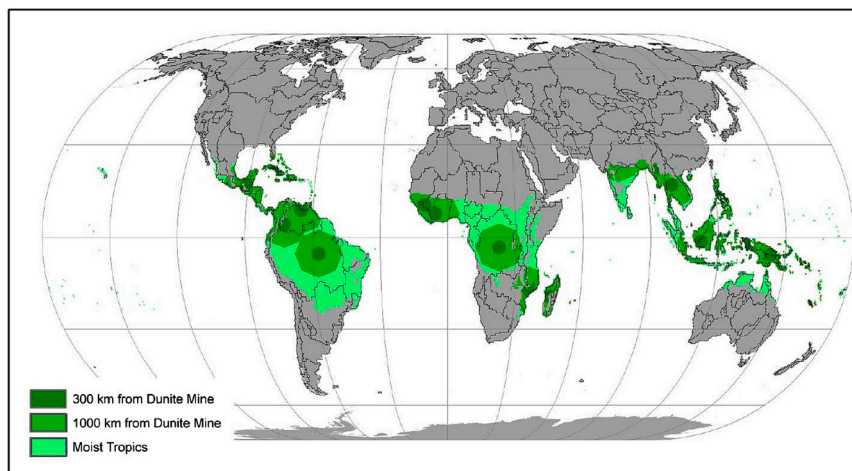 300 km from Dunite Mine
1000 km from Dunite Mine
Moist Tropics